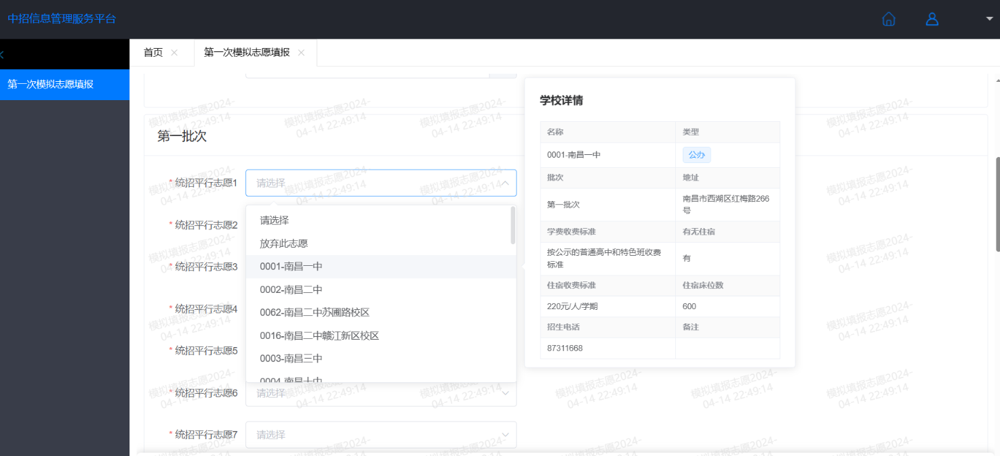 中招信息管理服务平台
首页
第一次模拟志愿填报
第一次模拟志愿填报
第一批次
*统招平行志愿1
请选择
*统招平行志愿2
*统招平行志愿3
*统招平行志愿4
*统招平行志愿5
*统招平行志愿6
请选择
*统招平行志愿7
请选择
请选择
放弃此志愿
0001-南昌一中
0002-南昌二中
0062-南昌二中苏圃路校区
0016-南昌二中赣江新区校区
0003-南昌三中
0004-南昌十中
学校详情
名称 类型
0001-南昌一中 公办
批次 地址
第一批次 南昌市西湖区红梅路266
号
学费收费标准 有无住宿
按公示的普通高中和特色班收费
标准
有
住宿收费标准 住宿床位数
220元/人/学期 600
招生电话 备注
87311668
模拟填报志愿2024-
04-14 22:49:14